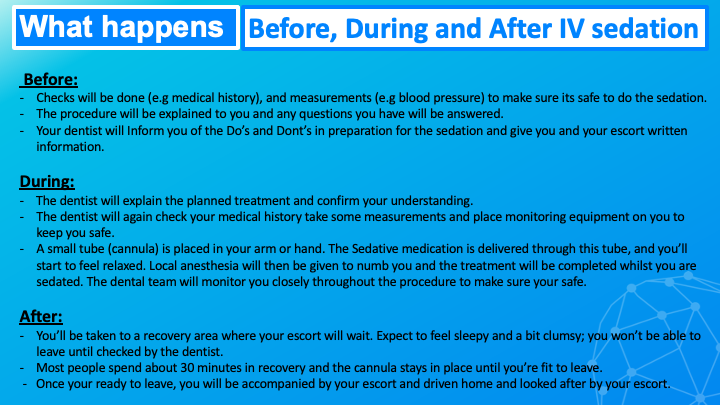 What happens Before, During and After IV sedation
Before:
- Checks will be done (e.g medical history), and measurements (e.g blood pressure) to make sure its safe to do the sedation.
- The procedure will be explained to you and any questions you have will be answered.
- Your dentist will Inform you of the Do's and Dont's in preparation for the sedation and give you and your escort written
information.
During:
- The dentist will explain the planned treatment and confirm your understanding.
- The dentist will again check your medical history take some measurements and place monitoring equipment on you to
keep you safe.
- A small tube (cannula) is placed in your arm or hand. The Sedative medication is delivered through this tube, and you'll
start to feel relaxed. Local anesthesia will then be given to numb you and the treatment will be completed whilst you are
sedated. The dental team will monitor you closely throughout the procedure to make sure your safe.
After:
- You'll be taken to a recovery area where your escort will wait. Expect to feel sleepy and a bit clumsy; you won't be able to
leave until checked by the dentist.
- Most people spend about 30 minutes in recovery and the cannula stays in place until you're fit to leave.
- Once your ready to leave, you will be accompanied by your escort and driven home and looked after by your escort.